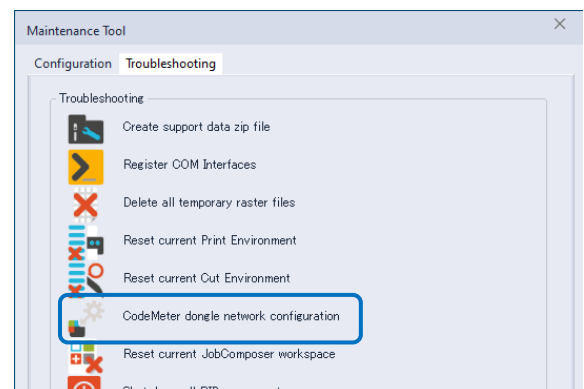 Maintenance Tool
Configuration Troubleshooting
Troubleshooting
Create support data zip file
Register COM Interfaces
Delete all temporary raster files
Reset current Print Environment
Reset current Cut Environment
CodeMeter dongle network configuration
Reset current JobComposer workspace